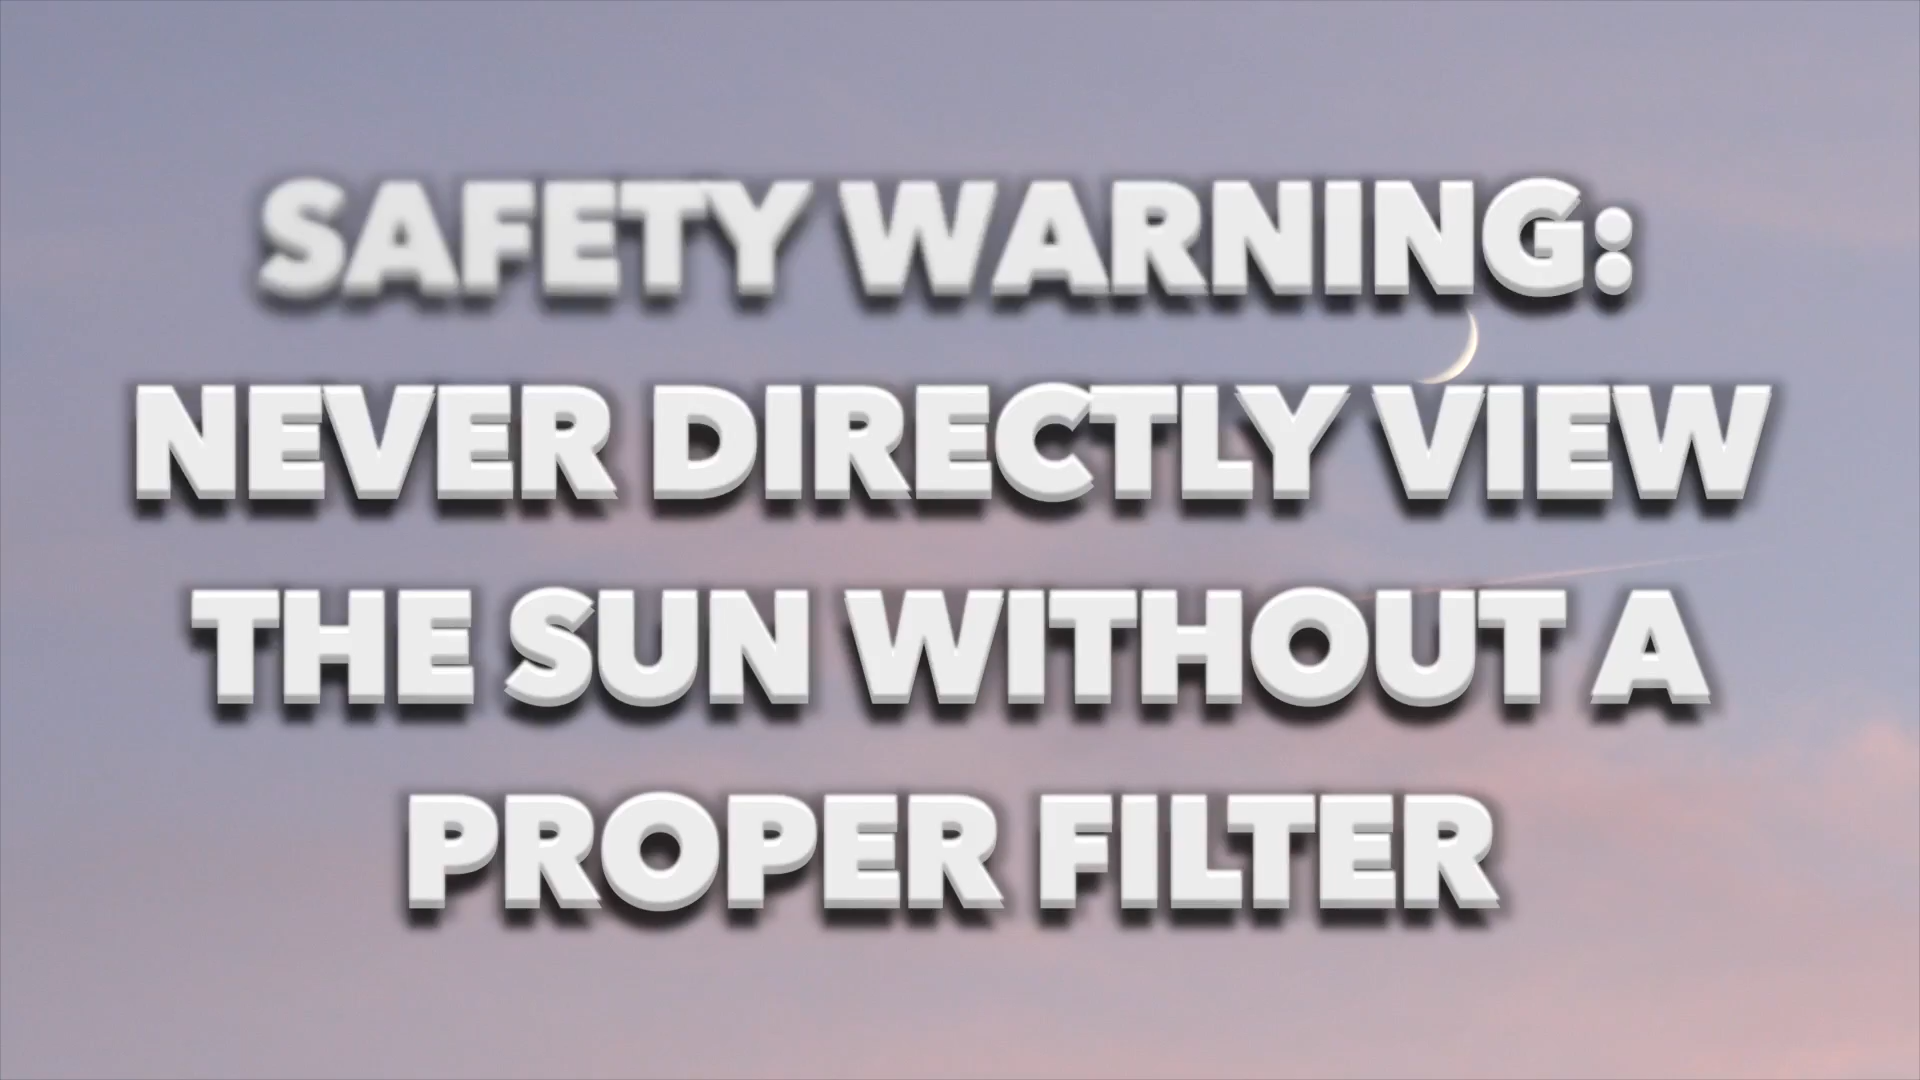 SAFETY WARNING:
NEVER DIRECTLY VIEW
THE SUN WITHOUT A
PROPER FILTER